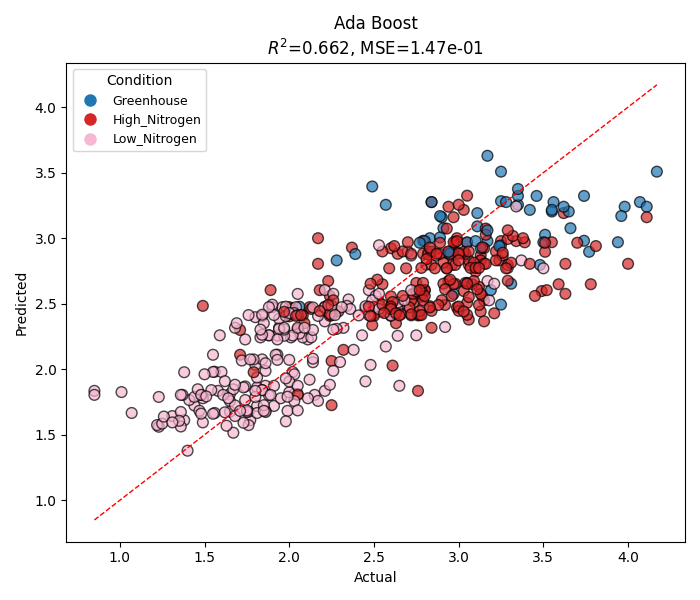 Ada Boost
R²=0.662, MSE=1.47e-01
Condition
Greenhouse
High_Nitrogen
Low_Nitrogen
Predicted
4.0
3.5
3.0
2.5
2.0
1.5
1.0
1.0 1.5 2.0 2.5 3.0 3.5 4.0
Actual